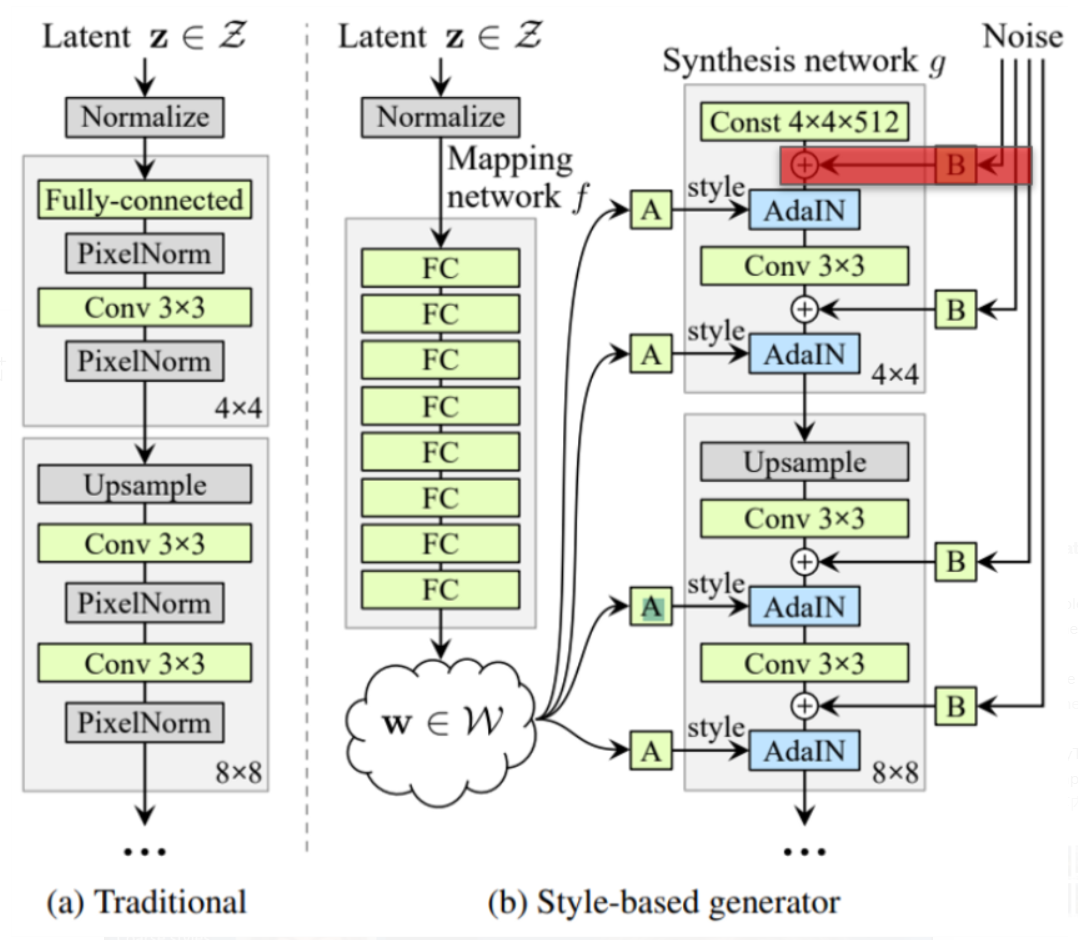 Latent z ∈ 𝒵
Normalize
Fully-connected
PixelNorm
Conv 3×3
PixelNorm
4×4
Upsample
Conv 3×3
PixelNorm
Conv 3×3
PixelNorm
8×8
...
(a) Traditional
Latent z ∈ 𝒵
Normalize
Mapping
network f
FC
FC
FC
FC
FC
FC
FC
FC
w ∈ 𝒲
A
style
A
style
A
style
A
style
Synthesis network g
Noise
Const 4×4×512
B
AdaIN
Conv 3×3
B
AdaIN
4×4
Upsample
Conv 3×3
B
AdaIN
Conv 3×3
B
AdaIN
8×8
...
(b) Style-based generator